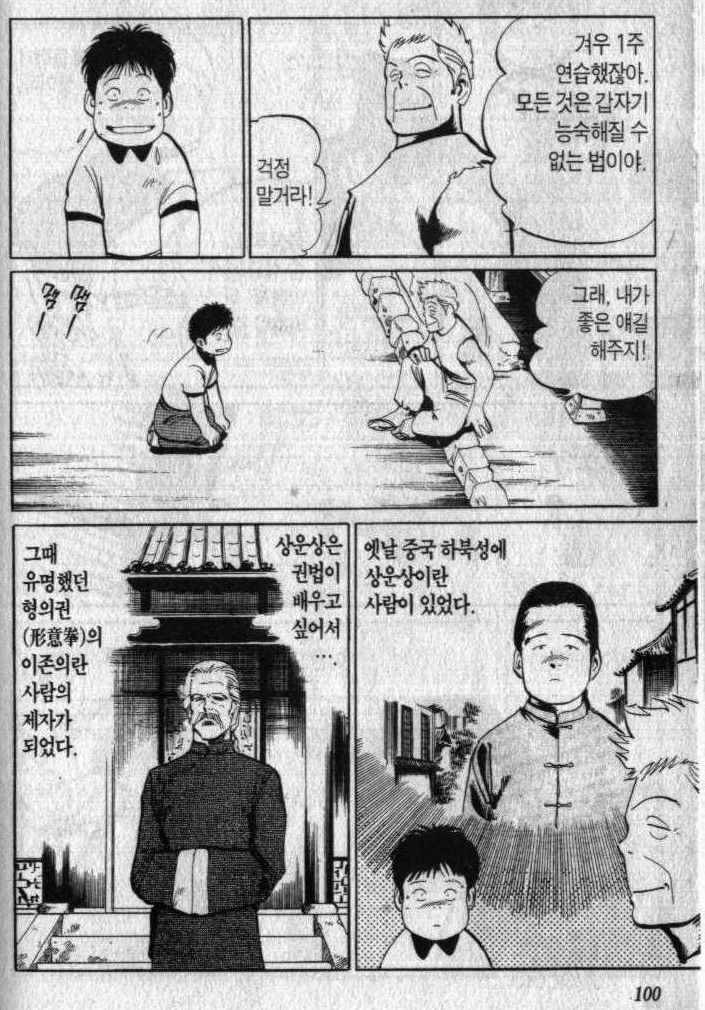 겨우 1주
연습했잖아.
모든 것은 갑자기
능숙해질 수
없는 법이야.
걱정
말거라!
그래, 내가
좋은 얘길
해주지!
맴
맴
옛날 중국 하북성에
상운상이란
사람이 있었다.
상운상은
권법이
배우고
싶어서
….
그때
유명했던
형의권
(形意拳)의
이존의란
사람의
제자가
되었다.
100